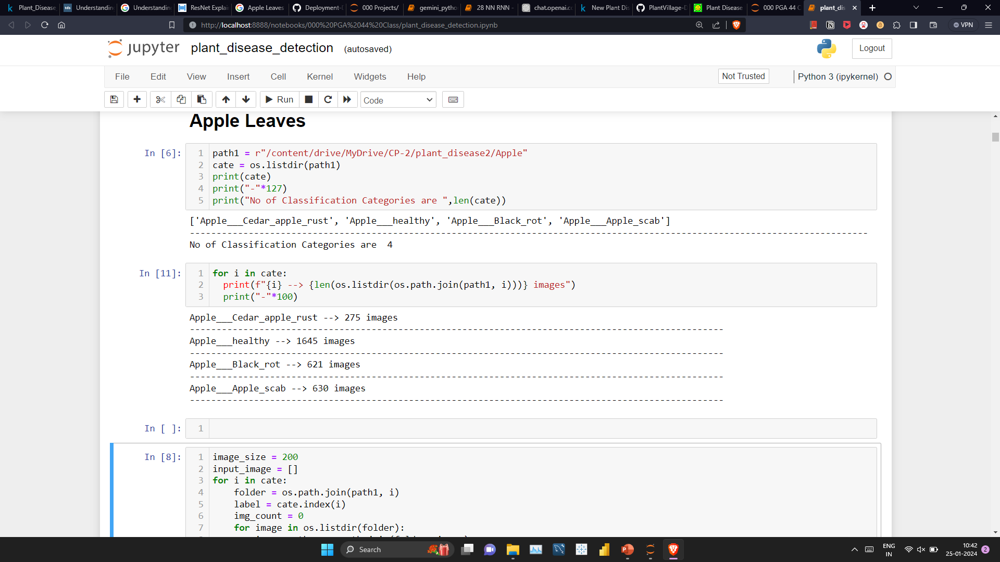 Plant_Disease
Understandin
Understandin
ResNet Explai
Apple Leaves
Deployment-
000 Projects/
gemini_pytho
28 NN RNN -
chat.openai.c
New Plant Dis
PlantVillage-D
Plant Disease
000 PGA 44 C
plant_dis
http://localhost:8888/notebooks/000%20PGA%2044%20Class/plant_disease_detection.ipynb
VPN
jupyter plant_disease_detection (autosaved)
Logout
File Edit View Insert Cell Kernel Widgets Help
Not Trusted
Python 3 (ipykernel)
Run
Code
Apple Leaves
In [6]:
1 path1 = r"/content/drive/MyDrive/CP-2/plant_disease2/Apple"
2 cate = os.listdir(path1)
3 print(cate)
4 print("-"*127)
5 print("No of Classification Categories are ",len(cate))
['Apple___Cedar_apple_rust', 'Apple___healthy', 'Apple___Black_rot', 'Apple___Apple_scab']
-------------------------------------------------------------------------------------------------------------------------------
No of Classification Categories are  4
In [11]:
1 for i in cate:
2   print(f"{i} --> {len(os.listdir(os.path.join(path1, i)))} images")
3   print("-"*100)
Apple___Cedar_apple_rust --> 275 images
----------------------------------------------------------------------------------------------------
Apple___healthy --> 1645 images
----------------------------------------------------------------------------------------------------
Apple___Black_rot --> 621 images
----------------------------------------------------------------------------------------------------
Apple___Apple_scab --> 630 images
----------------------------------------------------------------------------------------------------
In [ ]:
1
In [8]:
1 image_size = 200
2 input_image = []
3 for i in cate:
4     folder = os.path.join(path1, i)
5     label = cate.index(i)
6     img_count = 0
7     for image in os.listdir(folder):
Search
ENG
IN
10:42
25-01-2024
2